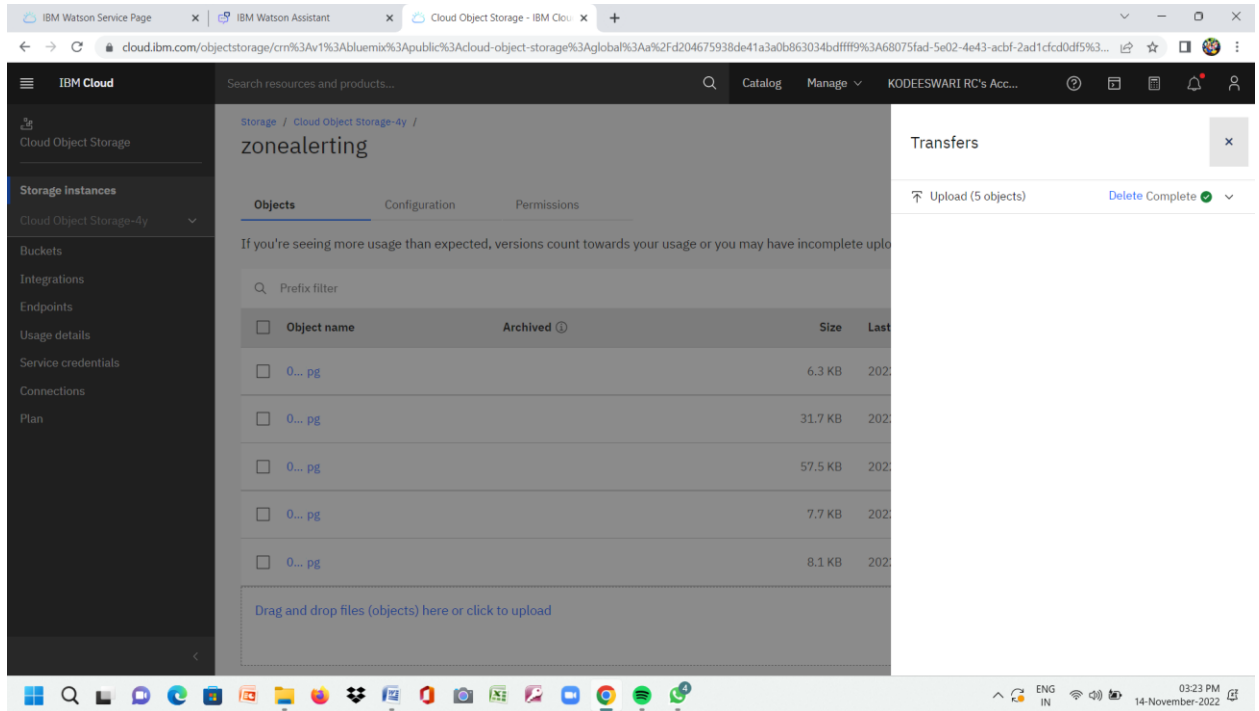 IBM Watson Service Page
IBM Watson Assistant
Cloud Object Storage - IBM Clou
cloud.ibm.com/objectstorage/crn%3Av1%3Abluemix%3Apublic%3Acloud-object-storage%3Aglobal%3Aa%2Fd204675938de41a3a0b863034bdffff9%3A68075fad-5e02-4e43-acbf-2ad1cfcd0df5%3...
IBM Cloud
Search resources and products...
Catalog
Manage
KODEESWARI RC's Acc...
Cloud Object Storage
Storage instances
Cloud Object Storage-4y
Buckets
Integrations
Endpoints
Usage details
Service credentials
Connections
Plan
Storage / Cloud Object Storage-4y /
zonealerting
Objects
Configuration
Permissions
If you're seeing more usage than expected, versions count towards your usage or you may have incomplete uplo
Prefix filter
Object name Archived Size Last
0... pg 6.3 KB 202
0... pg 31.7 KB 202
0... pg 57.5 KB 202
0... pg 7.7 KB 202
0... pg 8.1 KB 202
Drag and drop files (objects) here or click to upload
Transfers
Upload (5 objects) Delete Complete
4
ENG
IN
03:23 PM
14-November-2022